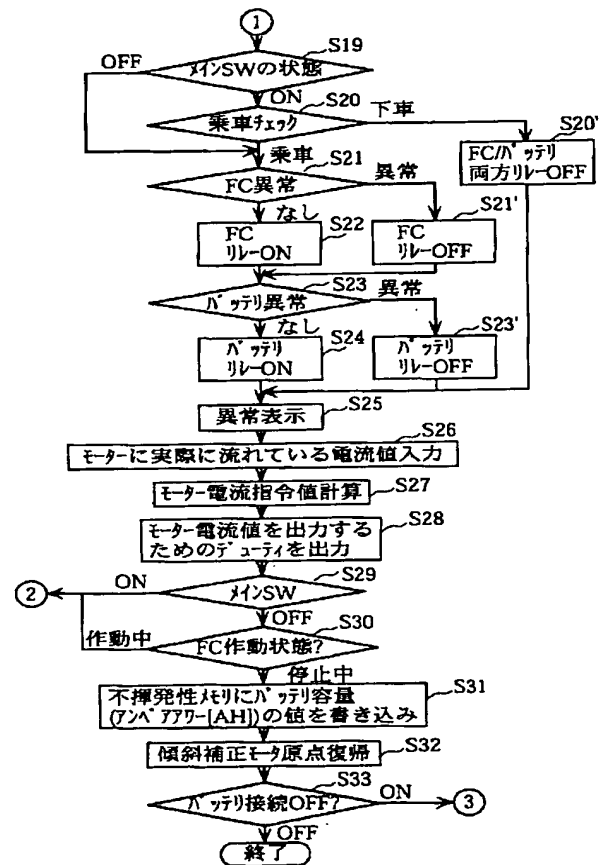 1
S19
OFF
メインSWの状態
ON
S20
下車
乗車チェック
S20'
乗車
S21
FC/バッテリ
両方リレーOFF
FC異常
異常
なし
S22
S21'
FC
リレーON
FC
リレーOFF
S23
バッテリ異常
異常
なし
S24
S23'
バッテリ
リレーON
バッテリ
リレーOFF
異常表示
S25
S26
モーターに実際に流れている電流値入力
モーター電流指令値計算
S27
モーター電流値を出力する
ためのデューティを出力
S28
2
ON
メインSW
S29
OFF
S30
作動中
FC作動状態?
停止中
不揮発性メモリにバッテリ容量
(アンペアアワー[AH])の値を書き込み
S31
傾斜補正モータ原点復帰
S32
S33
バッテリ接続OFF?
ON
3
OFF
終了